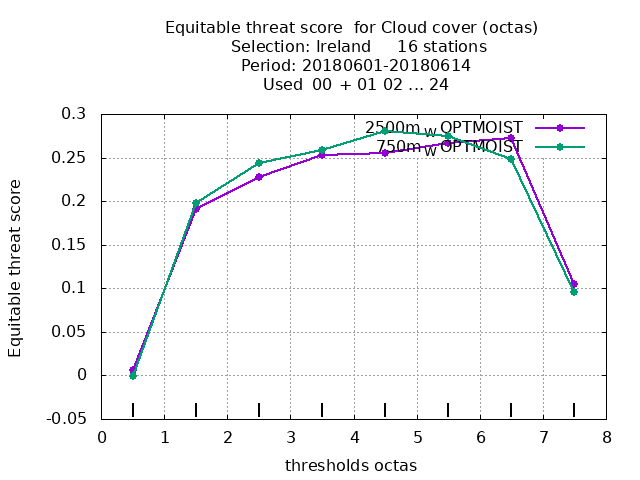 Equitable threat score  for Cloud cover (octas)
Selection: Ireland     16 stations
Period: 20180601-20180614
Used  00 + 01 02 ... 24
0.3
0.25
0.2
0.15
0.1
0.05
0
-0.05
Equitable threat score
2500m_W OPTMOIST
750m_W OPTMOIST
0 1 2 3 4 5 6 7 8
thresholds octas